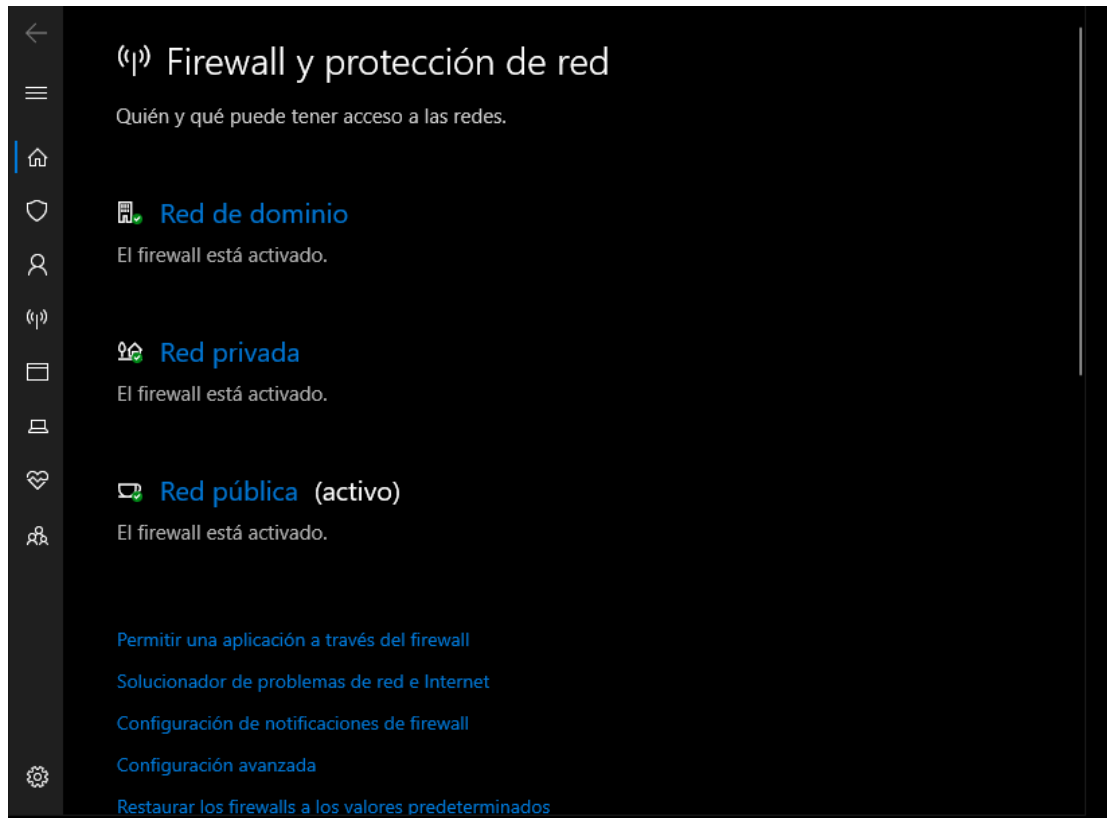 Firewall y protección de red
Quién y qué puede tener acceso a las redes.
Red de dominio
El firewall está activado.
Red privada
El firewall está activado.
Red pública (activo)
El firewall está activado.
Permitir una aplicación a través del firewall
Solucionador de problemas de red e Internet
Configuración de notificaciones de firewall
Configuración avanzada
Restaurar los firewalls a los valores predeterminados